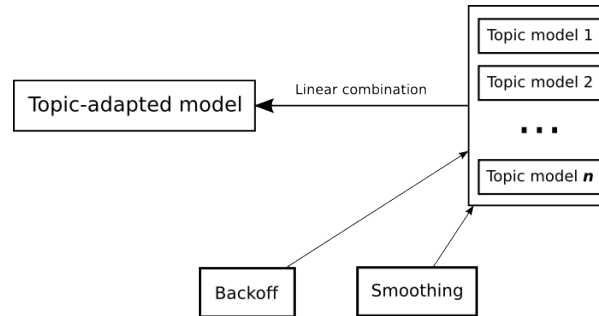 Topic model 1
Topic model 2
...
Topic model n
Linear combination
Topic-adapted model
Backoff
Smoothing